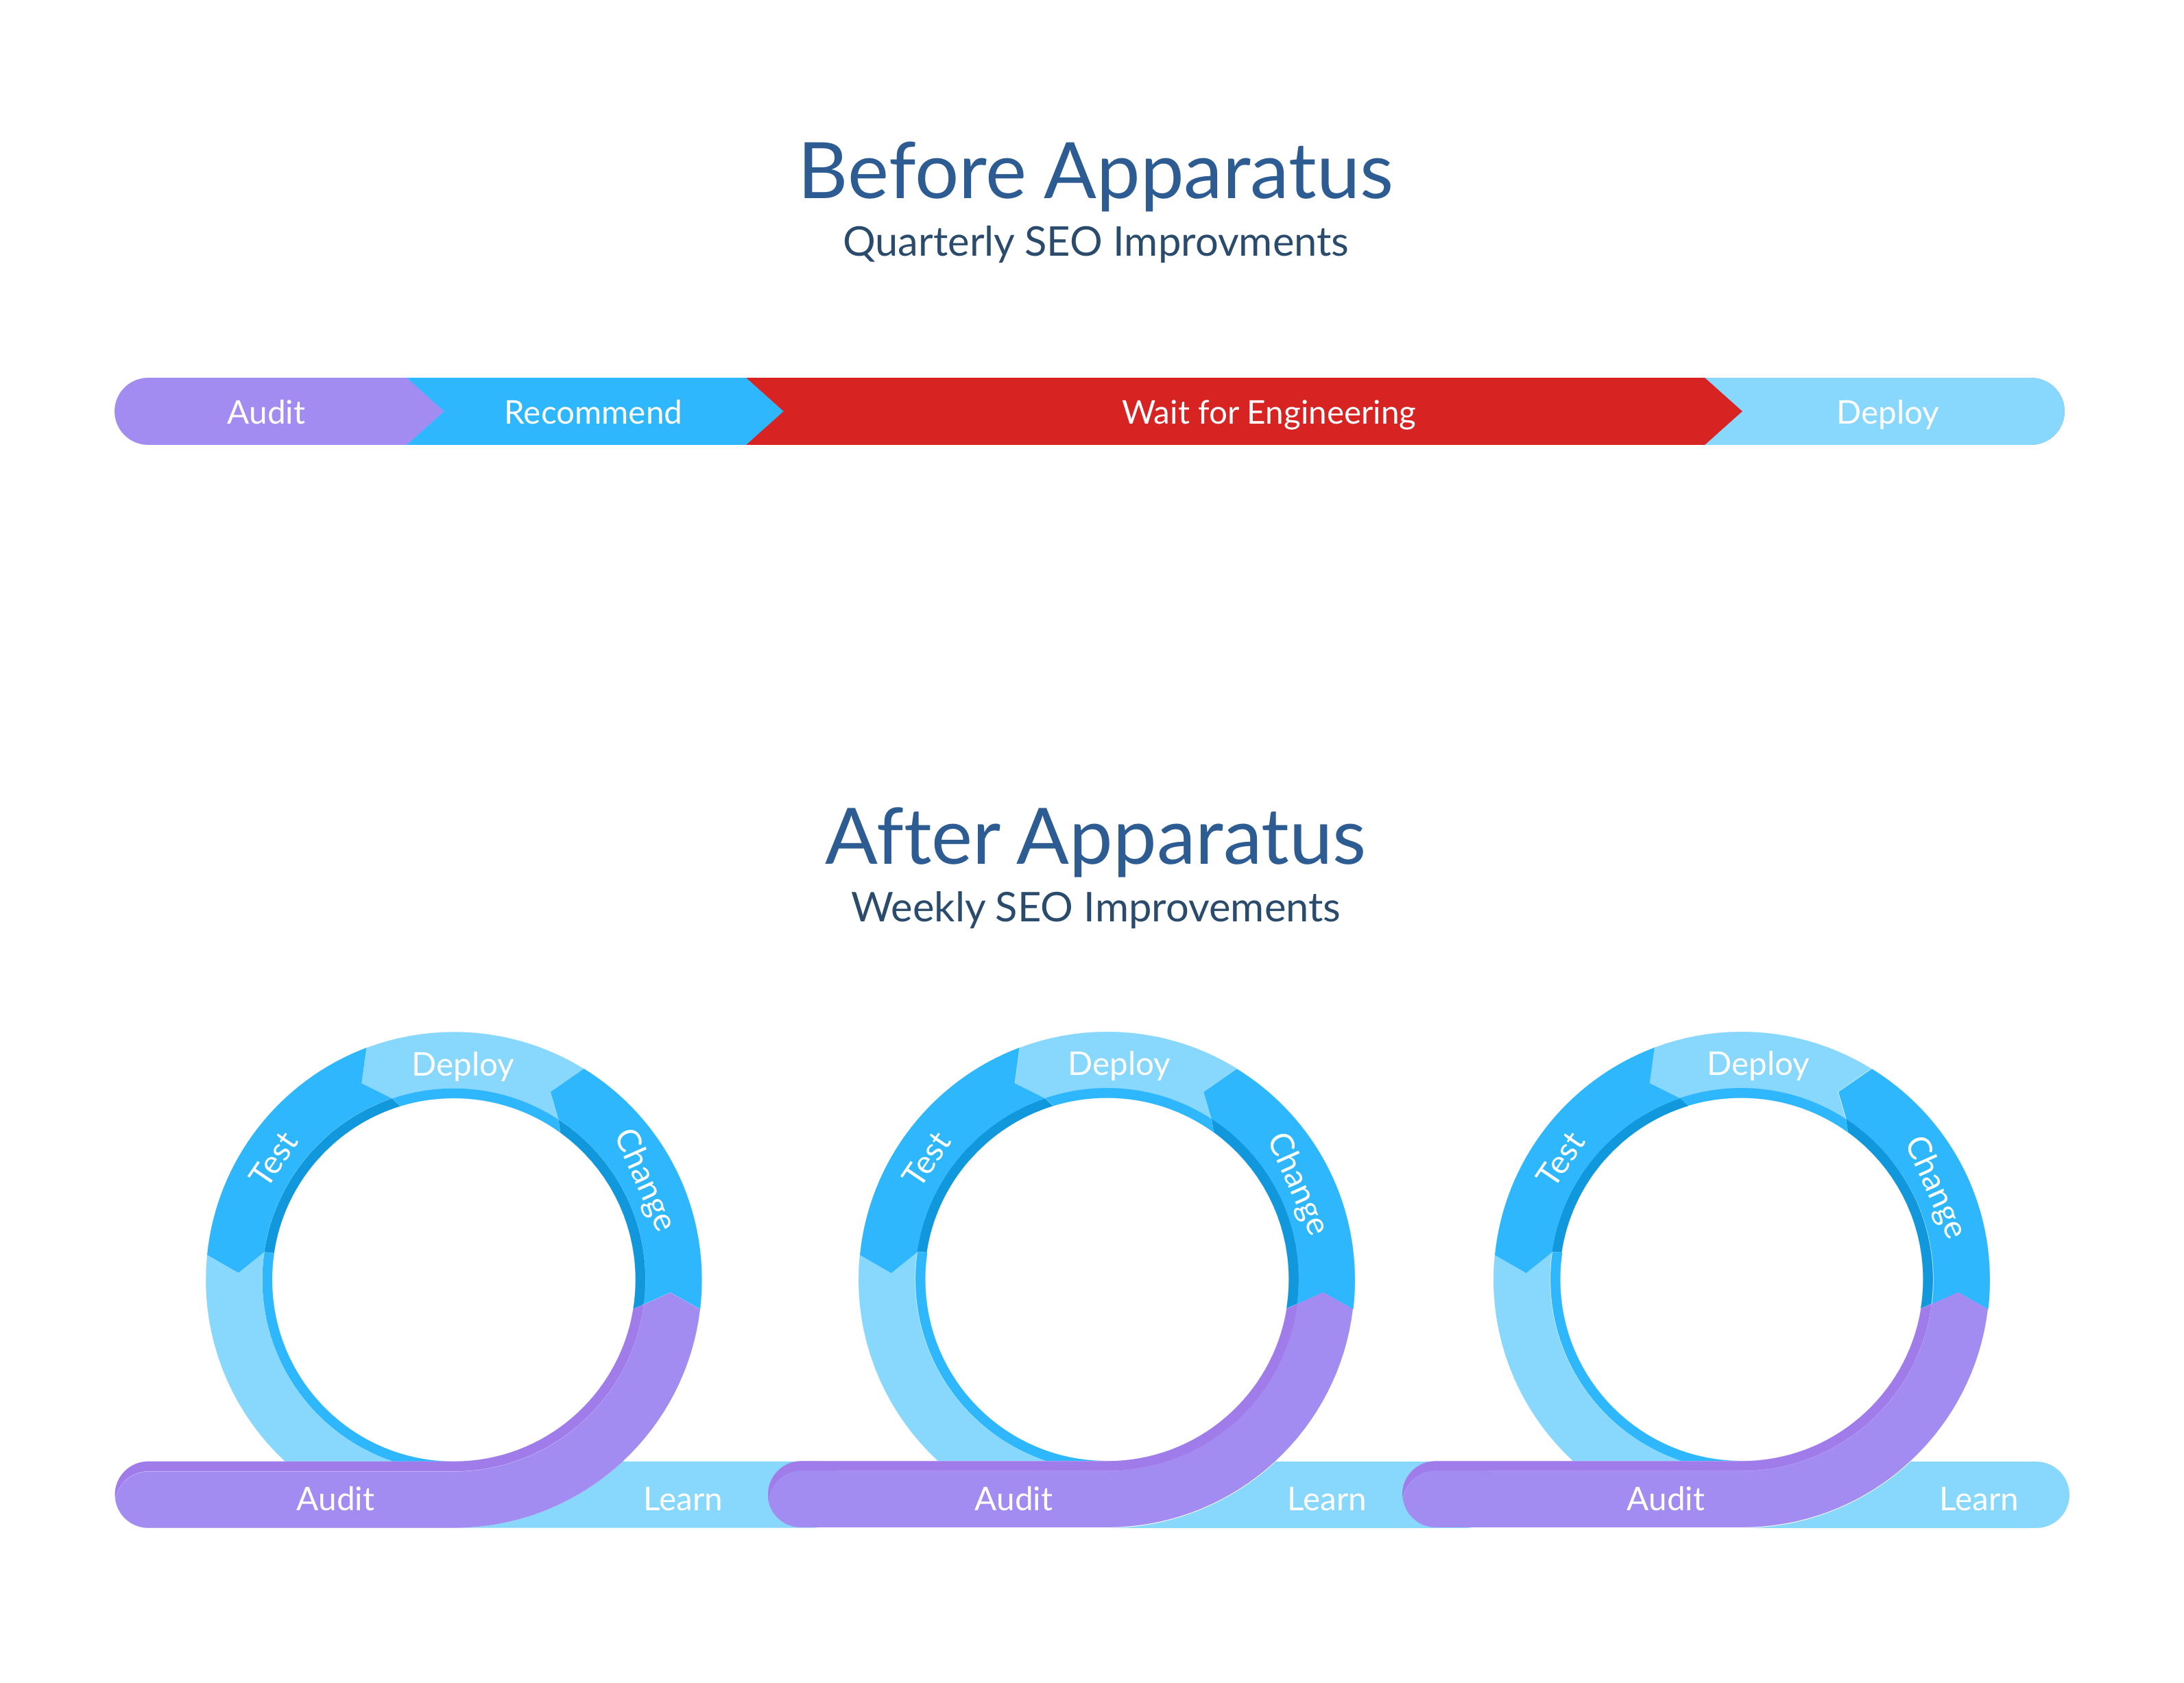 Before Apparatus
Quarterly SEO Improvments
Audit
Recommend
Wait for Engineering
Deploy
After Apparatus
Weekly SEO Improvements
Audit
Change
Deploy
Test
Learn
Audit
Change
Deploy
Test
Learn
Audit
Change
Deploy
Test
Learn